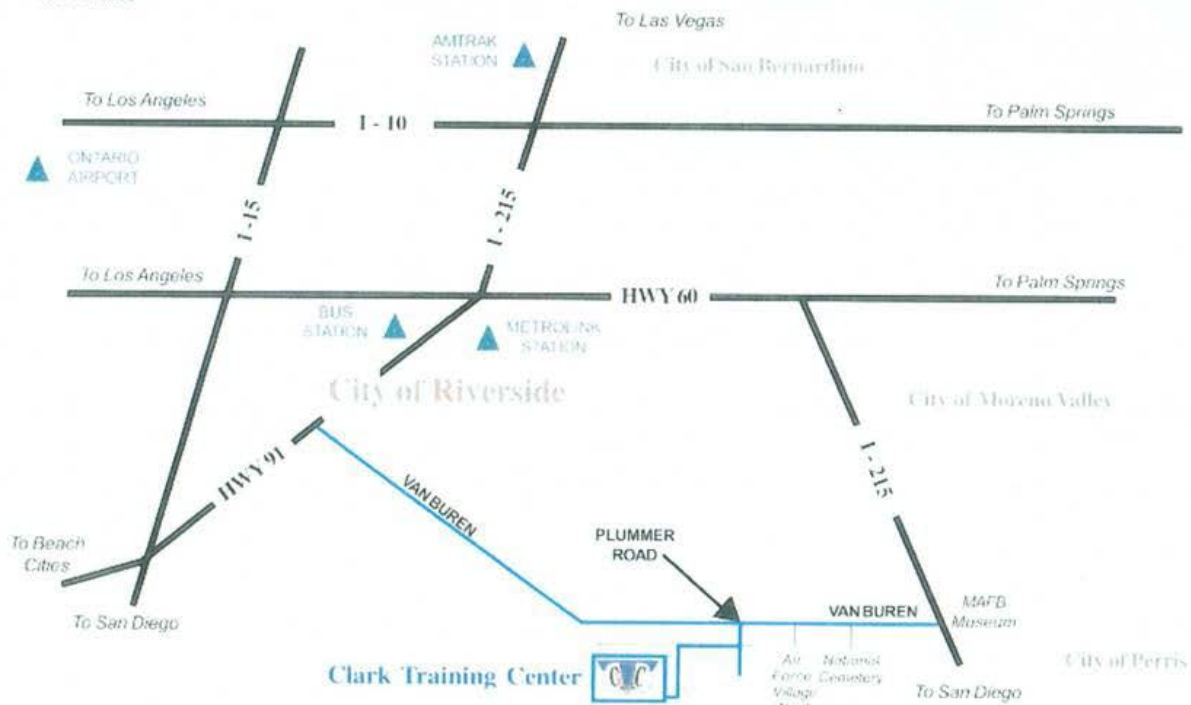 To Las Vegas
AMTRAK
STATION
City of San Bernardino
To Los Angeles
I - 10
To Palm Springs
ONTARIO
AIRPORT
I-15
I - 215
To Los Angeles
HWY 60
To Palm Springs
BUS
STATION
METROLINK
STATION
City of Riverside
City of Moreno Valley
HWY 91
I - 215
VAN BUREN
To Beach
Cities
PLUMMER
ROAD
VAN BUREN
MAFB
Museum
To San Diego
Clark Training Center
CTC
Air
Force
Village
National
Cemetery
City of Perris
To San Diego